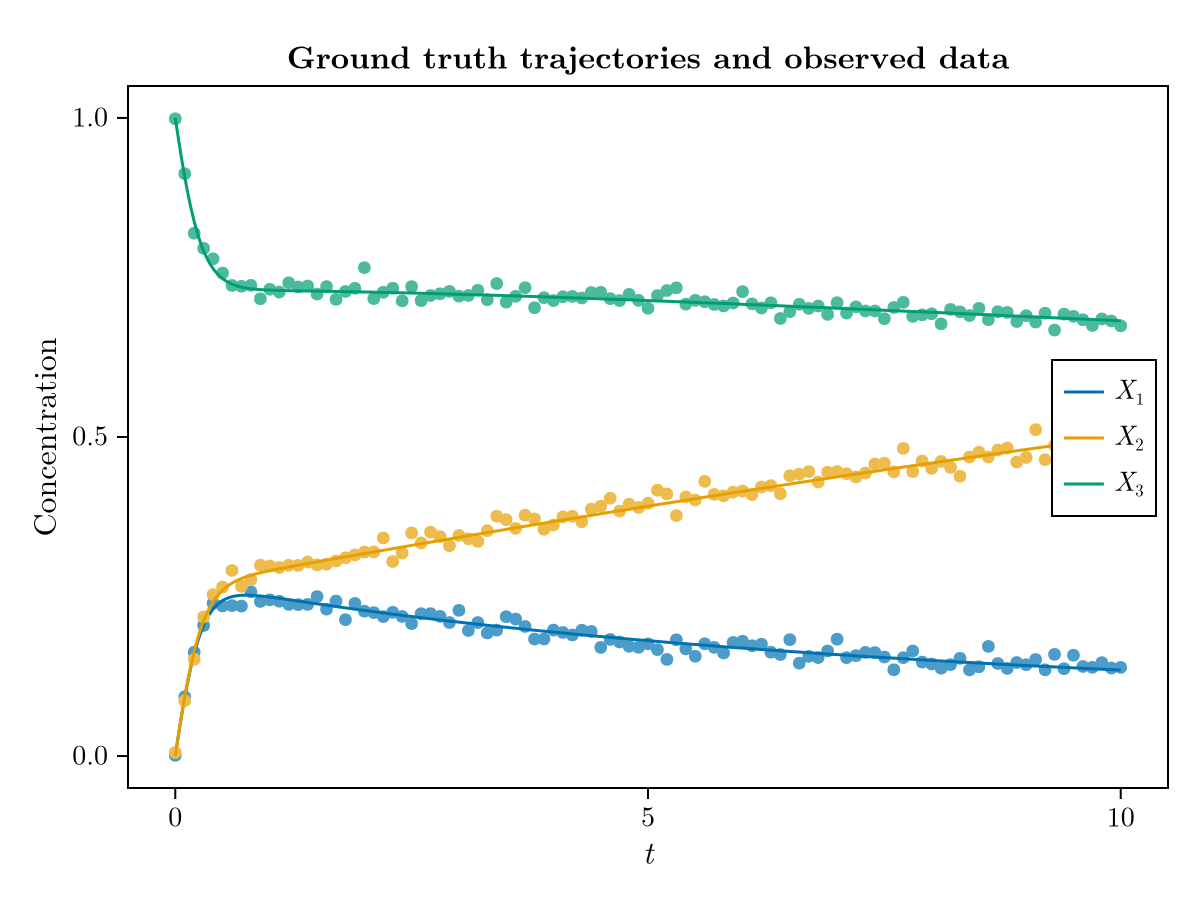 Ground truth trajectories and observed data
Concentration
1.0
0.5
0.0
X₁
X₂
X₃
0 5 10
t